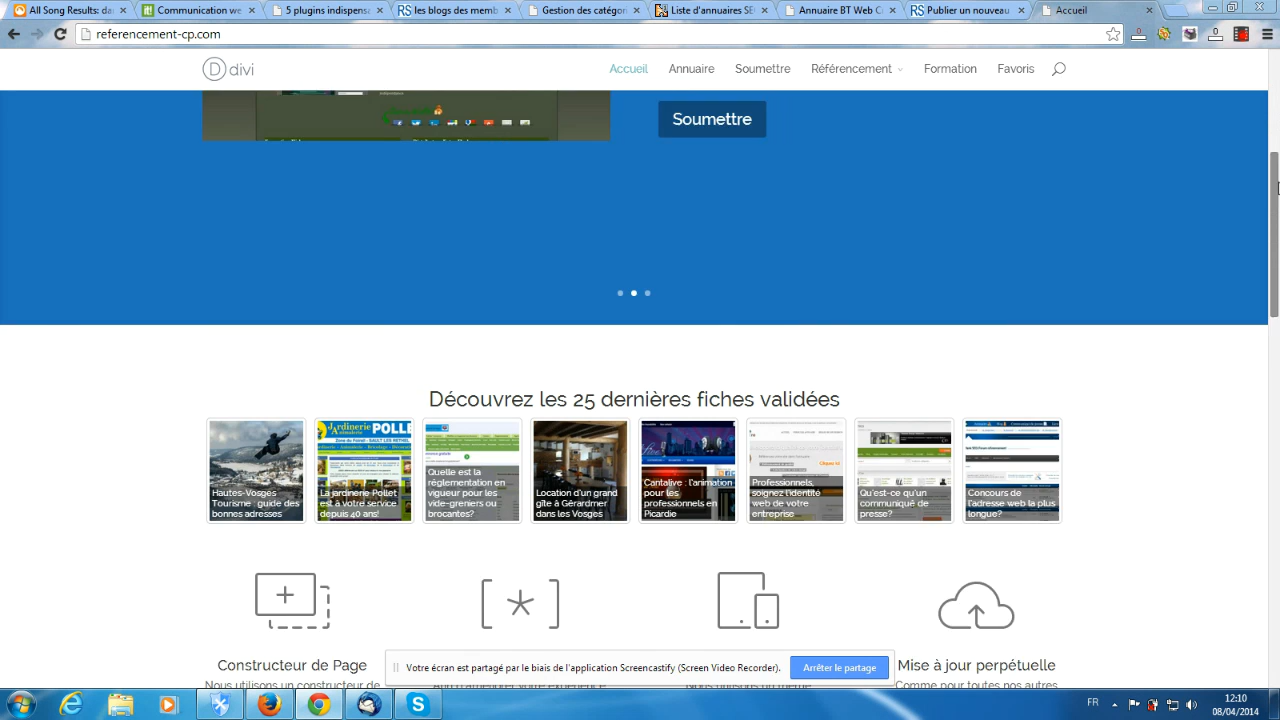 All Song Results: da
Communication we
5 plugins indispensa
les blogs des memb
Gestion des catégor
Liste d'annuaires SE
Annuaire BT Web C
Publier un nouveau
Accueil
referencement-cp.com
D divi
Accueil
Annuaire
Soumettre
Référencement
Formation
Favoris
Soumettre
Découvrez les 25 dernières fiches validées
Hautes-Vosges
Tourisme : guide des
bonnes adresses
Jardinerie POLLE
La jardinerie Pollet
est à votre service
depuis 40 ans!
Quelle est la
règlementation en
vigueur pour les
vide-greniers ou
brocantes?
Location d'un grand
gîte à Gérardmer
dans les Vosges
Cantalive : l'animation
pour les
professionnels en
Picardie
Professionnels,
soignez l'identité
web de votre
entreprise
Qu'est-ce qu'un
communiqué de
presse?
Concours de
l'adresse web la plus
longue?
Constructeur de Page
Mise à jour perpétuelle
Nous utilisons un constructeur de
Comme pour toutes nos autres
Votre écran est partagé par le biais de l'application Screencastify (Screen Video Recorder).
Arrêter le partage
FR
12:10
08/04/2014